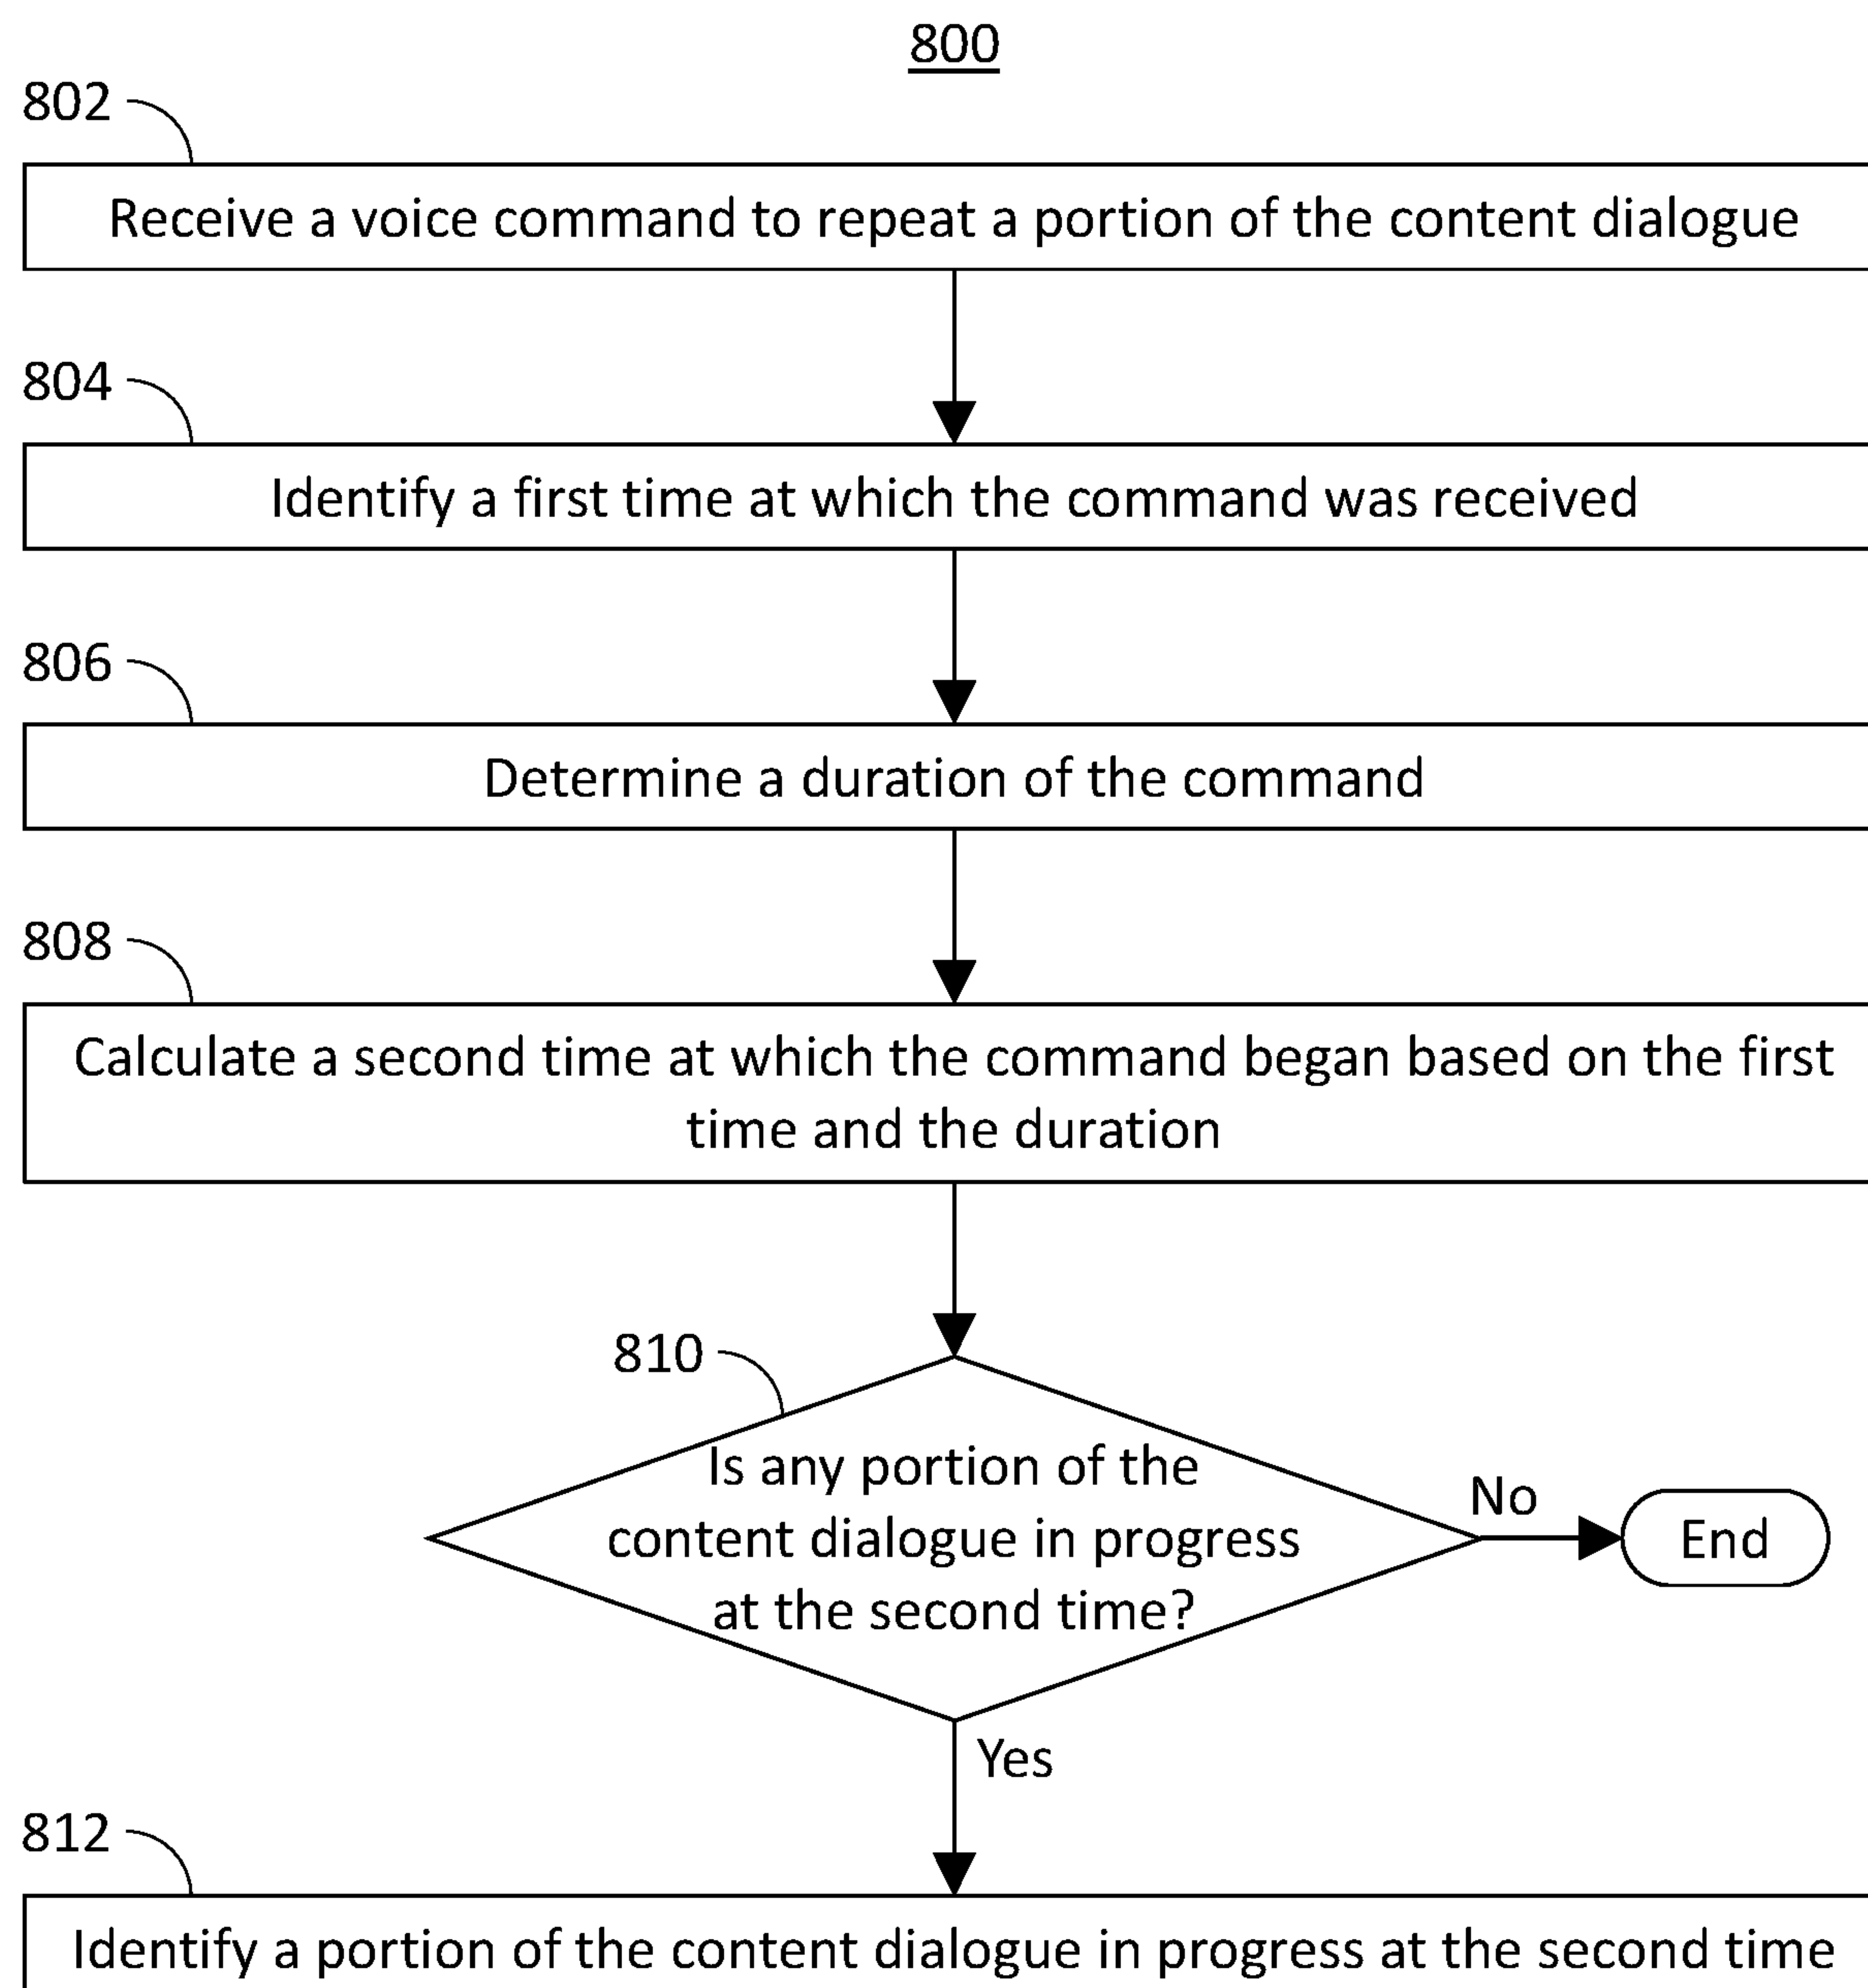 800
802
Receive a voice command to repeat a portion of the content dialogue
804
Identify a first time at which the command was received
806
Determine a duration of the command
808
Calculate a second time at which the command began based on the first
time and the duration
810
Is any portion of the
content dialogue in progress
at the second time?
No
End
Yes
812
Identify a portion of the content dialogue in progress at the second time